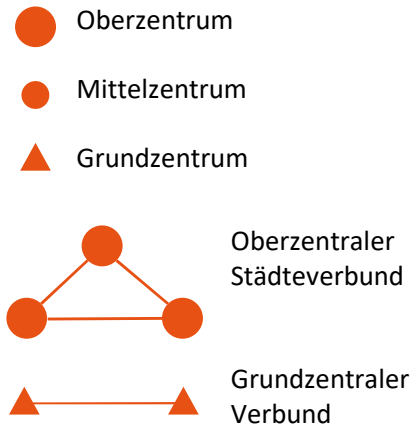 Oberzentrum
Mittelzentrum
Grundzentrum
Oberzentraler
Städteverbund
Grundzentraler
Verbund